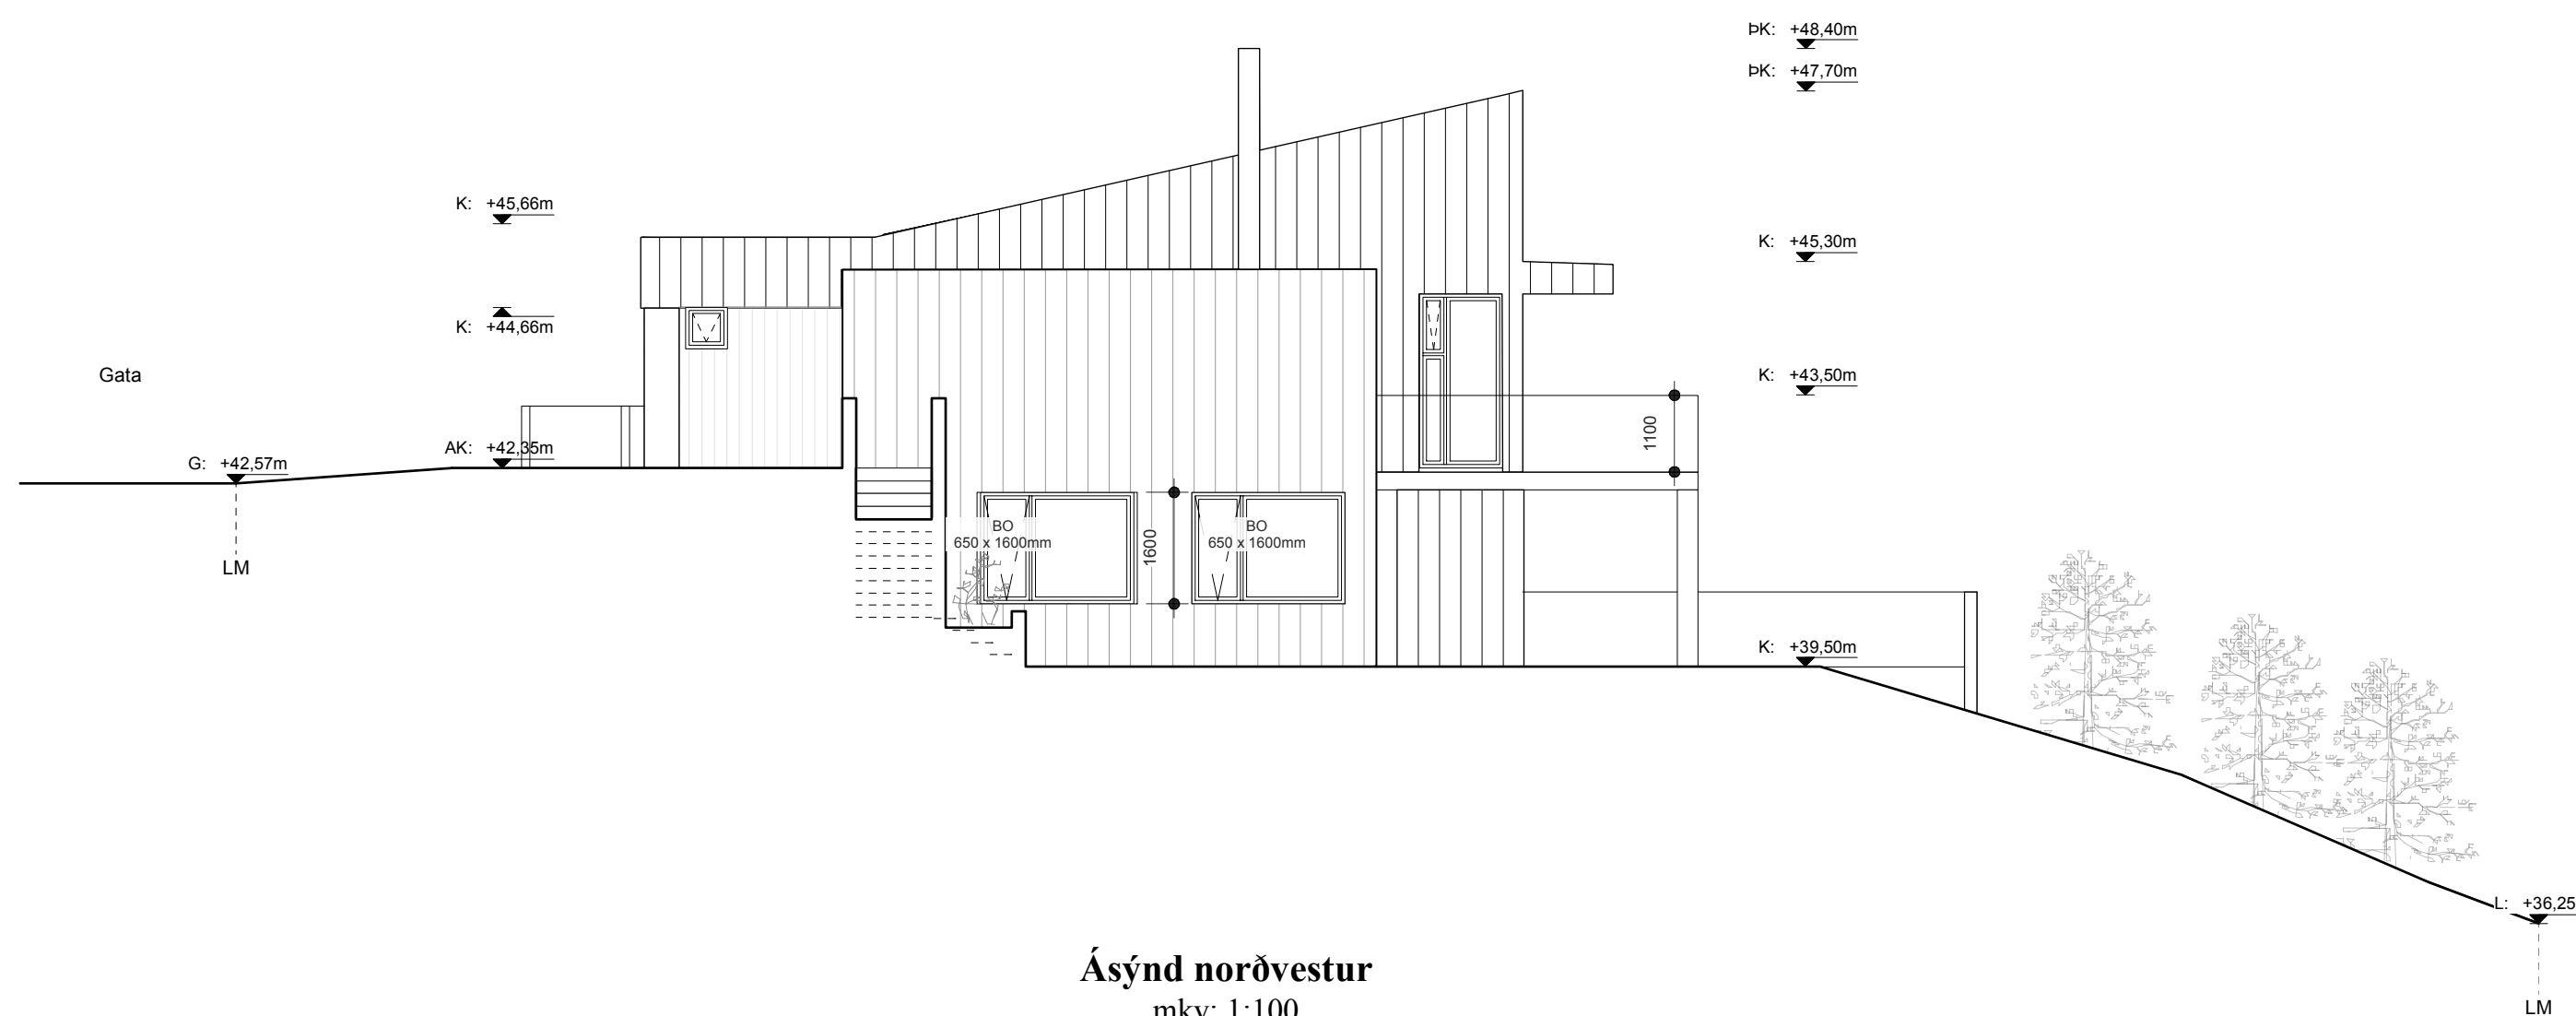 ÞK: +48,40m
ÞK: +47,70m
K: +45,66m
K: +45,30m
K: +44,66m
Gata
K: +43,50m
1100
AK: +42,35m
G: +42,57m
BO
650 x 1600mm
1600
BO
650 x 1600mm
LM
K: +39,50m
L: +36,25
Ásýnd norðvestur
mkv: 1:100
LM